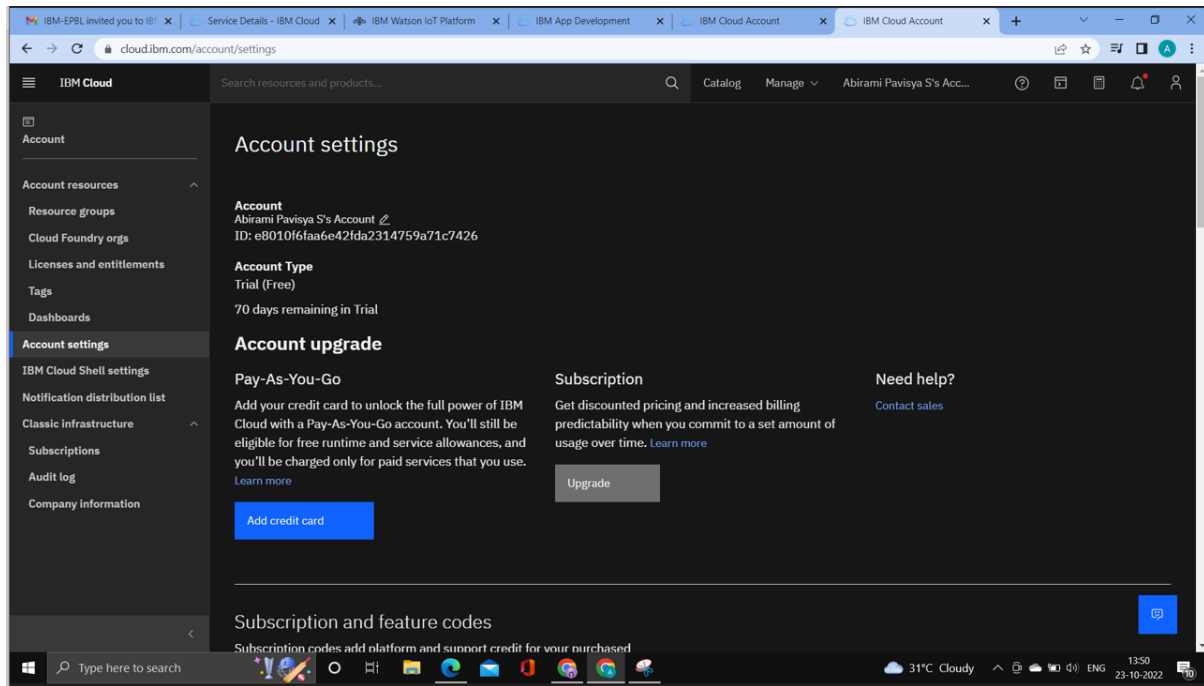 IBM-EPBL invited you to IBM
Service Details - IBM Cloud
IBM Watson IoT Platform
IBM App Development
IBM Cloud Account
IBM Cloud Account
cloud.ibm.com/account/settings
A
IBM Cloud
Search resources and products...
Catalog
Manage
Abirami Pavisya S's Acc...
Account
Account resources
Resource groups
Cloud Foundry orgs
Licenses and entitlements
Tags
Dashboards
Account settings
IBM Cloud Shell settings
Notification distribution list
Classic infrastructure
Subscriptions
Audit log
Company information
Account settings
Account
Abirami Pavisya S's Account
ID: e8010f6faa6e42fda2314759a71c7426
Account Type
Trial (Free)
70 days remaining in Trial
Account upgrade
Pay-As-You-Go
Add your credit card to unlock the full power of IBM
Cloud with a Pay-As-You-Go account. You'll still be
eligible for free runtime and service allowances, and
you'll be charged only for paid services that you use.
Learn more
Add credit card
Subscription
Get discounted pricing and increased billing
predictability when you commit to a set amount of
usage over time. Learn more
Upgrade
Need help?
Contact sales
Subscription and feature codes
Subscription codes add platform and support credit for your purchased
Type here to search
31°C Cloudy
ENG
13:50
23-10-2022
10